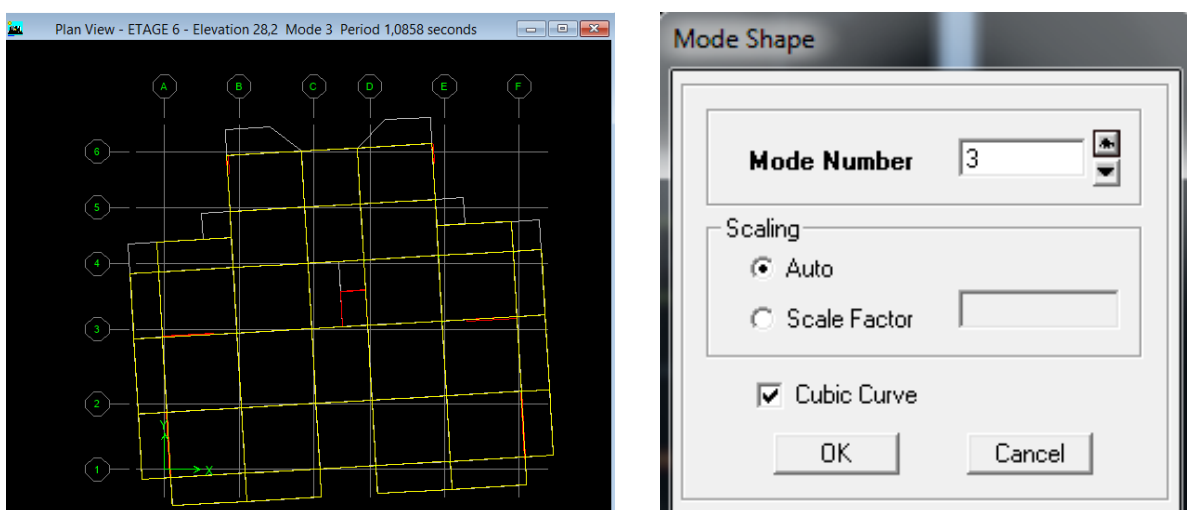 Plan View - ETAGE 6 - Elevation 28,2 Mode 3 Period 1,0858 seconds
A B C D E F
6
5
4
3
2
1
Y
X
Mode Shape
Mode Number 3
Scaling
Auto
Scale Factor
Cubic Curve
OK Cancel